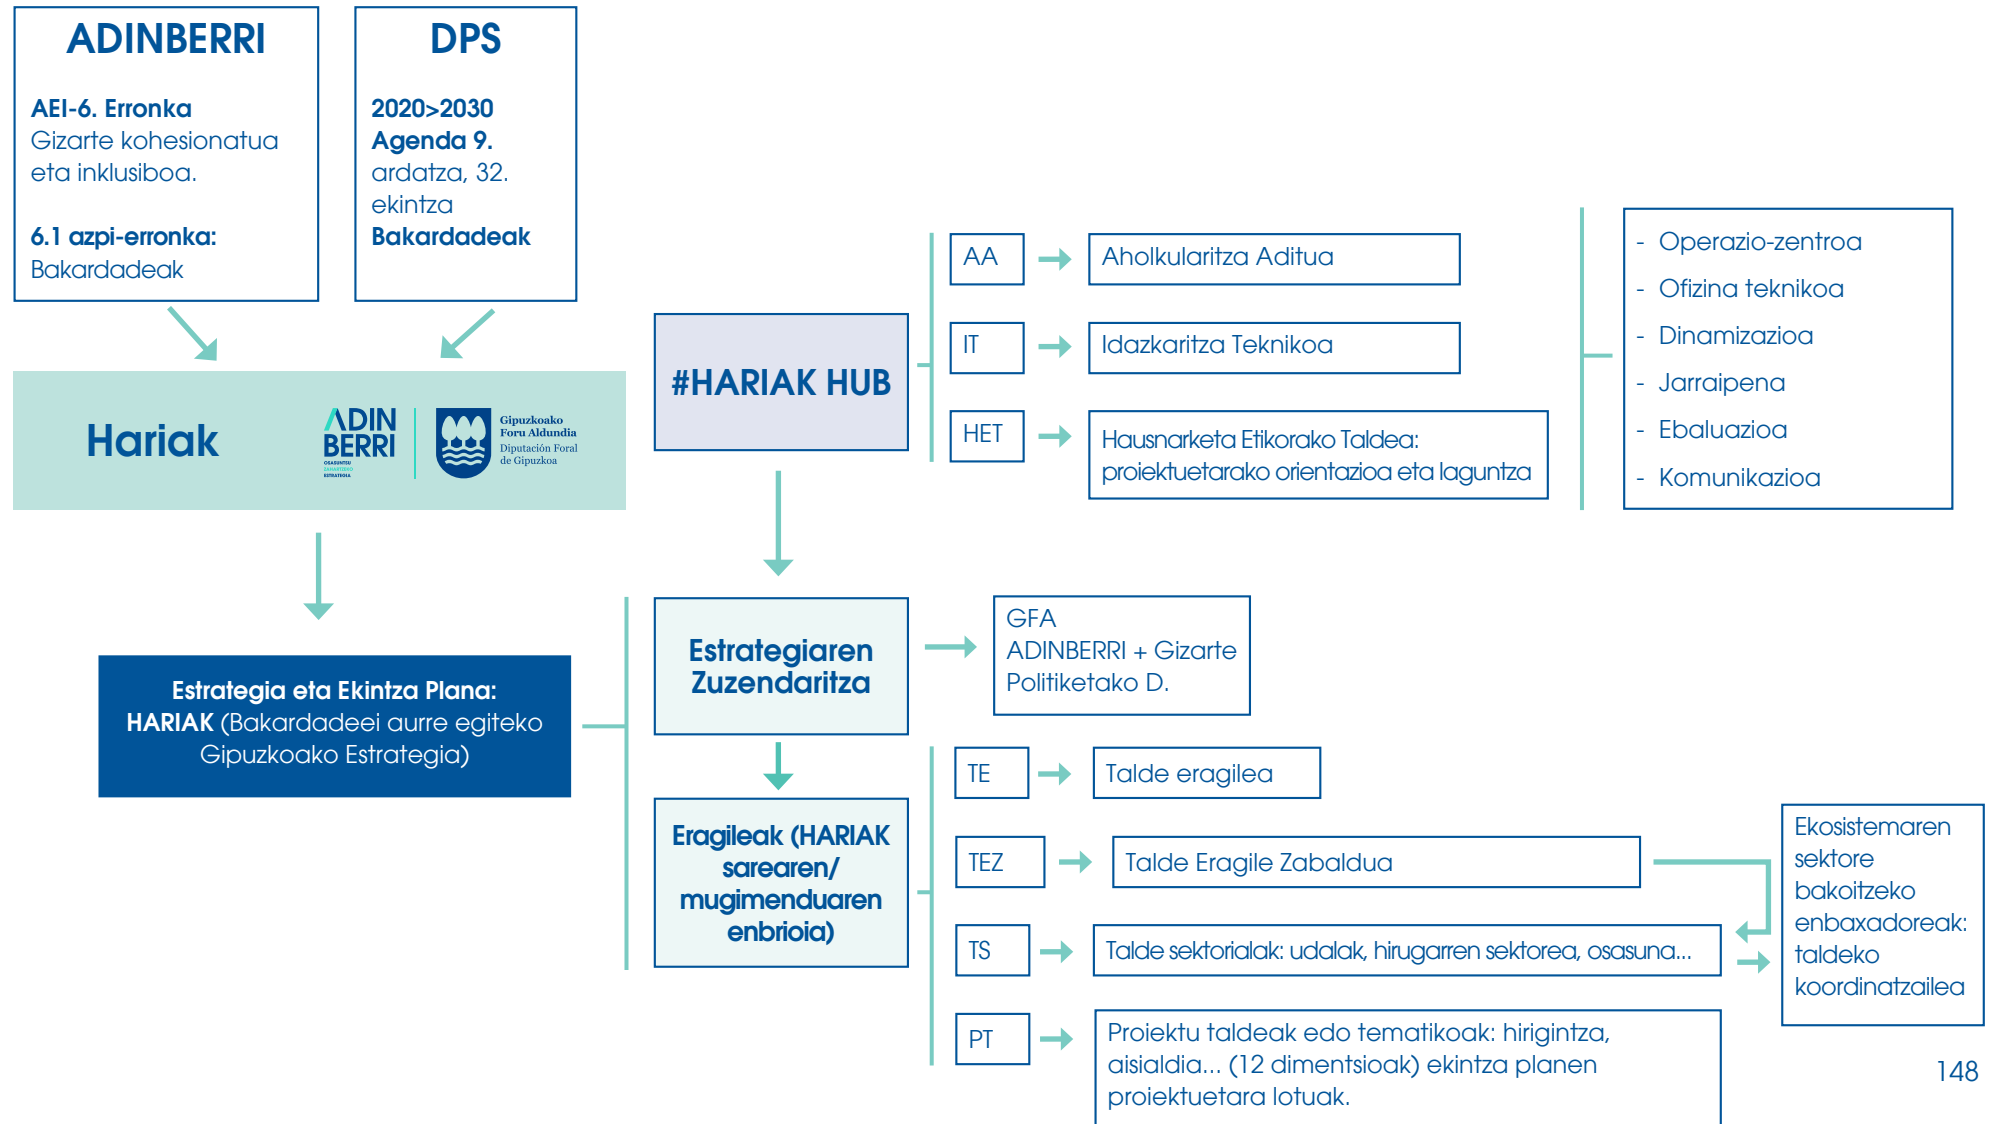 ADINBERRI
AEI-6. Erronka
Gizarte kohesionatua
eta inklusiboa.
6.1 azpi-erronka:
Bakardadeak
DPS
2020>2030
Agenda 9.
ardatza, 32.
ekintza
Bakardadeak
Hariak
ADIN
BERRI
OSASUNTSU
ZAHARTZEKO
ESTRATEGIA
Gipuzkoako
Foru Aldundia
Diputación Foral
de Gipuzkoa
Estrategia eta Ekintza Plana:
HARIAK (Bakardadeei aurre egiteko
Gipuzkoako Estrategia)
#HARIAK HUB
AA
Aholkularitza Aditua
IT
Idazkaritza Teknikoa
HET
Hausnarketa Etikorako Taldea:
proiektuetarako orientazioa eta laguntza
- Operazio-zentroa
- Ofizina teknikoa
- Dinamizazioa
- Jarraipena
- Ebaluazioa
- Komunikazioa
Estrategiaren
Zuzendaritza
GFA
ADINBERRI + Gizarte
Politiketako D.
Eragileak (HARIAK
sarearen/
mugimenduaren
enbrioia)
TE
Talde eragilea
TEZ
Talde Eragile Zabaldua
TS
Talde sektorialak: udalak, hirugarren sektorea, osasuna...
PT
Proiektu taldeak edo tematikoak: hirigintza,
aisialdia... (12 dimentsioak) ekintza planen
proiektuetara lotuak.
Ekosistemaren
sektore
bakoitzeko
enbaxadoreak:
taldeko
koordinatzailea
148